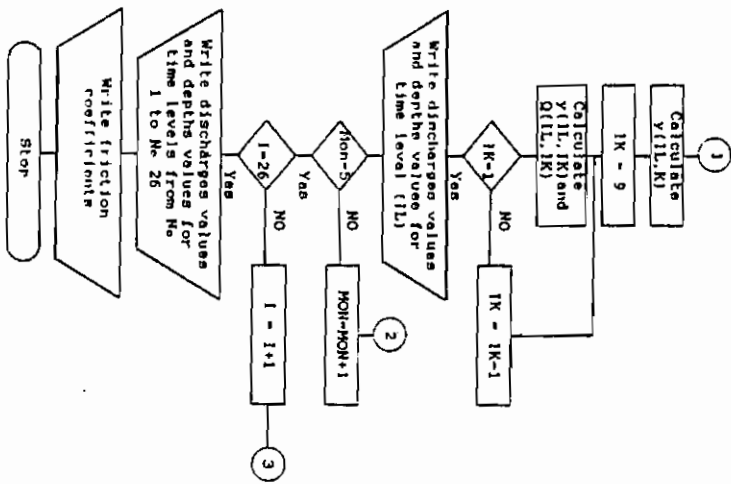 1
Calculate
y(IL,K)
IK - 9
Calculate
y(IL,IK)and
Q(IL,IK)
IK-1
NO
IK = IK-1
Yes
Write discharges values
and depths values for
time level (IL)
Mon-5
NO
MON-MON+1
2
Yes
I-26
NO
I = I+1
3
Yes
Write discharges values
and depths values for
time levels from No
1 to No 26
Write friction
coefficients
Stop